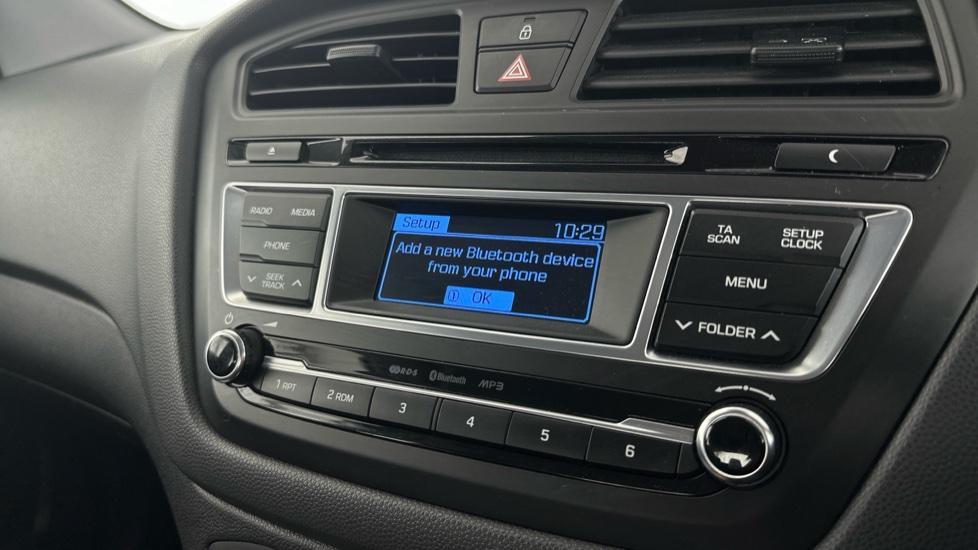 RADIO MEDIA
PHONE
SEEK
TRACK
Setup 10:29
Add a new Bluetooth device
from your phone
1 OK
TA
SCAN
SETUP
CLOCK
MENU
FOLDER
R·D·S Bluetooth MP3
1 RPT 2 RDM 3 4 5 6